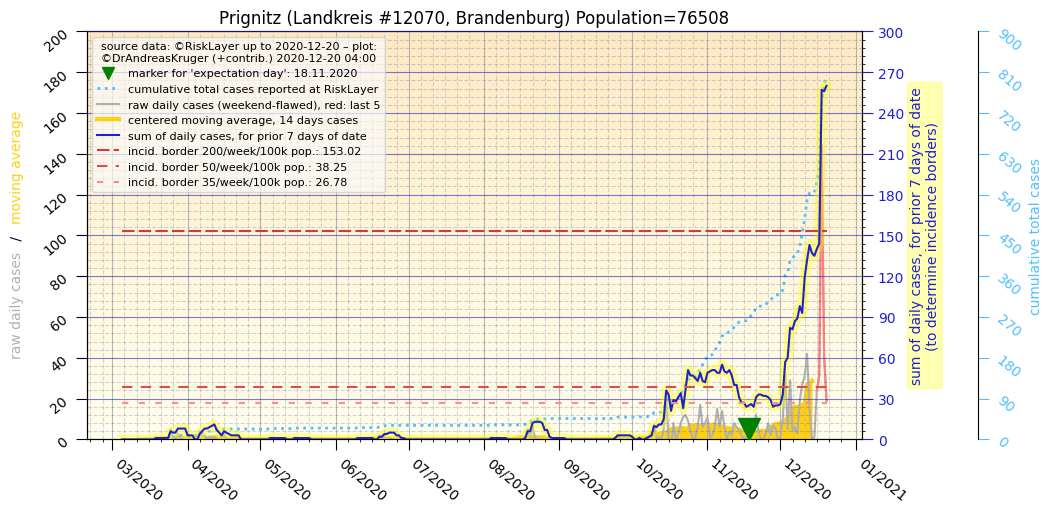 Prignitz (Landkreis #12070, Brandenburg) Population=76508
source data: ©RiskLayer up to 2020-12-20 – plot:
©DrAndreasKruger (+contrib.) 2020-12-20 04:00
marker for 'expectation day': 18.11.2020
cumulative total cases reported at RiskLayer
raw daily cases (weekend-flawed), red: last 5
centered moving average, 14 days cases
sum of daily cases, for prior 7 days of date
incid. border 200/week/100k pop.: 153.02
incid. border 50/week/100k pop.: 38.25
incid. border 35/week/100k pop.: 26.78
raw daily cases / moving average
200
180
160
140
120
100
80
60
40
20
0
03/2020
04/2020
05/2020
06/2020
07/2020
08/2020
09/2020
10/2020
11/2020
12/2020
01/2021
300
270
240
210
180
150
120
90
60
30
0
sum of daily cases, for prior 7 days of date
(to determine incidence borders)
900
810
720
630
540
450
360
270
180
90
0
cumulative total cases